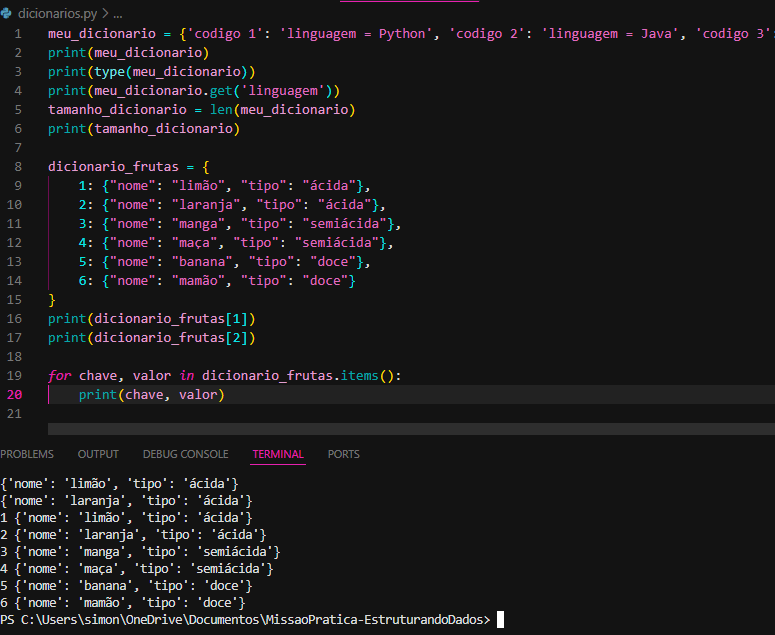 dicionarios.py > ...
1 meu_dicionario = {'codigo 1': 'linguagem = Python', 'codigo 2': 'linguagem = Java', 'codigo 3':
2 print(meu_dicionario)
3 print(type(meu_dicionario))
4 print(meu_dicionario.get('linguagem'))
5 tamanho_dicionario = len(meu_dicionario)
6 print(tamanho_dicionario)
7
8 dicionario_frutas = {
9     1: {"nome": "limão", "tipo": "ácida"},
10     2: {"nome": "laranja", "tipo": "ácida"},
11     3: {"nome": "manga", "tipo": "semiácida"},
12     4: {"nome": "maça", "tipo": "semiácida"},
13     5: {"nome": "banana", "tipo": "doce"},
14     6: {"nome": "mamão", "tipo": "doce"}
15 }
16 print(dicionario_frutas[1])
17 print(dicionario_frutas[2])
18
19 for chave, valor in dicionario_frutas.items():
20     print(chave, valor)
21
PROBLEMS OUTPUT DEBUG CONSOLE TERMINAL PORTS
{'nome': 'limão', 'tipo': 'ácida'}
{'nome': 'laranja', 'tipo': 'ácida'}
1 {'nome': 'limão', 'tipo': 'ácida'}
2 {'nome': 'laranja', 'tipo': 'ácida'}
3 {'nome': 'manga', 'tipo': 'semiácida'}
4 {'nome': 'maça', 'tipo': 'semiácida'}
5 {'nome': 'banana', 'tipo': 'doce'}
6 {'nome': 'mamão', 'tipo': 'doce'}
PS C:\Users\simon\OneDrive\Documentos\MissaoPratica-EstruturandoDados>